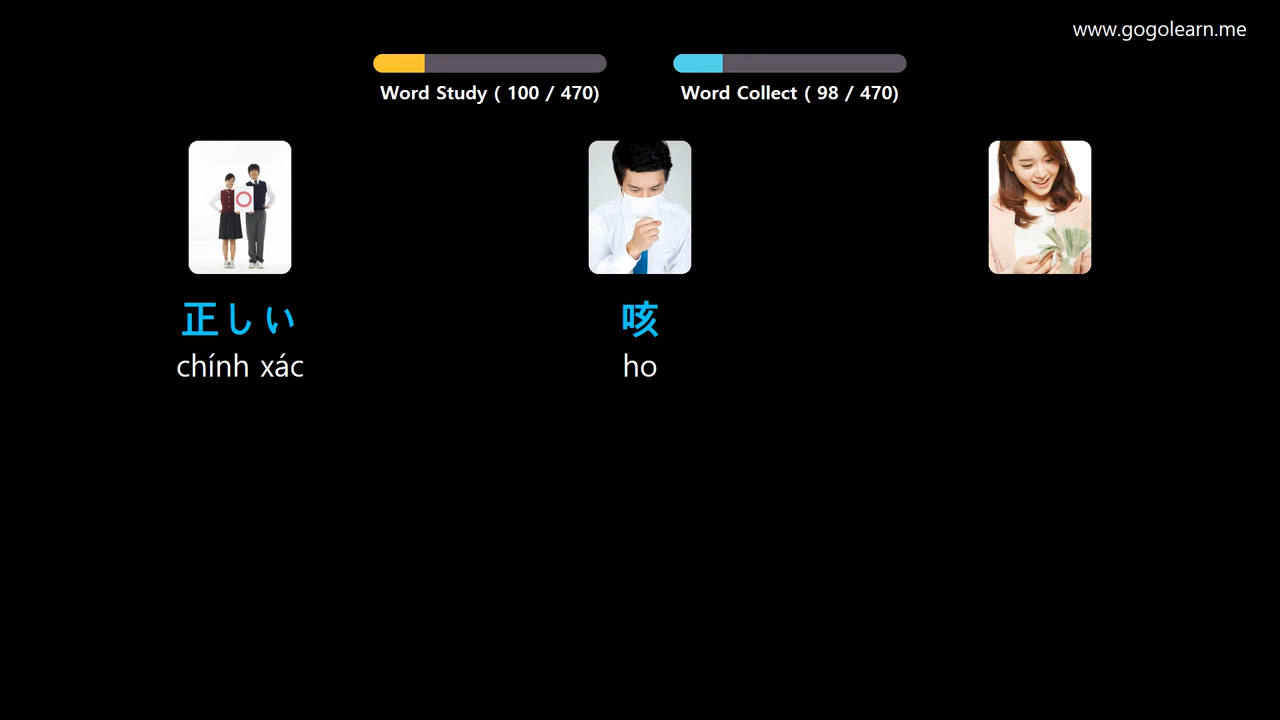 www.gogolearn.me
Word Study ( 100 / 470)
Word Collect ( 98 / 470)
正しい
chính xác
咳
ho